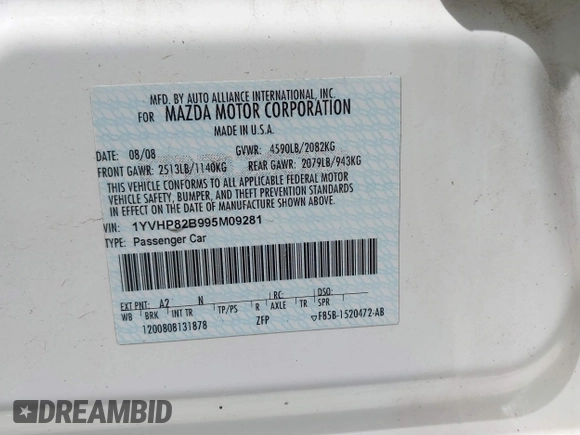 MFD. BY AUTO ALLIANCE INTERNATIONAL, INC.
FOR MAZDA MOTOR CORPORATION
MADE IN U.S.A.
DATE: 08/08 GVWR: 4590LB/2082KG
FRONT GAWR: 2513LB/1140KG REAR GAWR: 2079LB/943KG
THIS VEHICLE CONFORMS TO ALL APPLICABLE FEDERAL MOTOR
VEHICLE SAFETY, BUMPER, AND THEFT PREVENTION STANDARDS
IN EFFECT ON THE DATE OF MANUFACTURE SHOWN ABOVE.
VIN: 1YVHP82B995M09281
TYPE: Passenger Car
EXT PNT: A2 N RC: DSO:
WB BRK INT TR TP/PS R AXLE TR SPR
1200808131878 ZFP ▽F85B-1520472-AB
DREAMBID